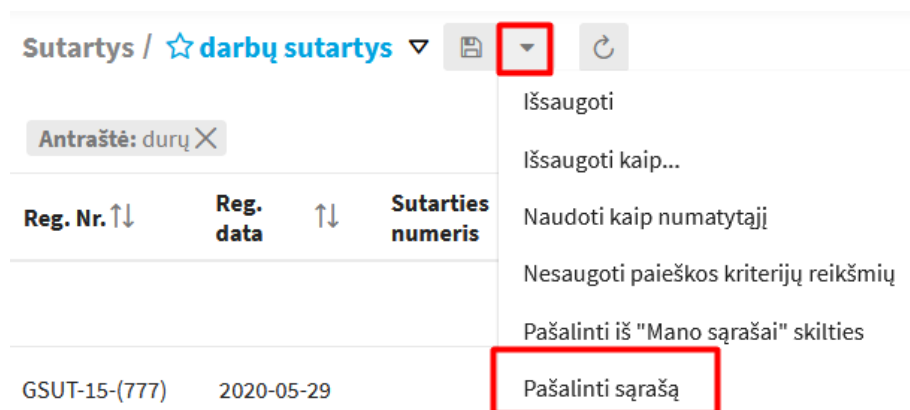 Sutartys / darbų sutartys
Išsaugoti
Antraštė: durų
Išsaugoti kaip...
Reg. Nr.
Reg. data
Sutarties numeris
Naudoti kaip numatytąjį
Nesaugoti paieškos kriterijų reikšmių
Pašalinti iš "Mano sąrašai" skilties
GSUT-15-(777) 2020-05-29
Pašalinti sąrašą